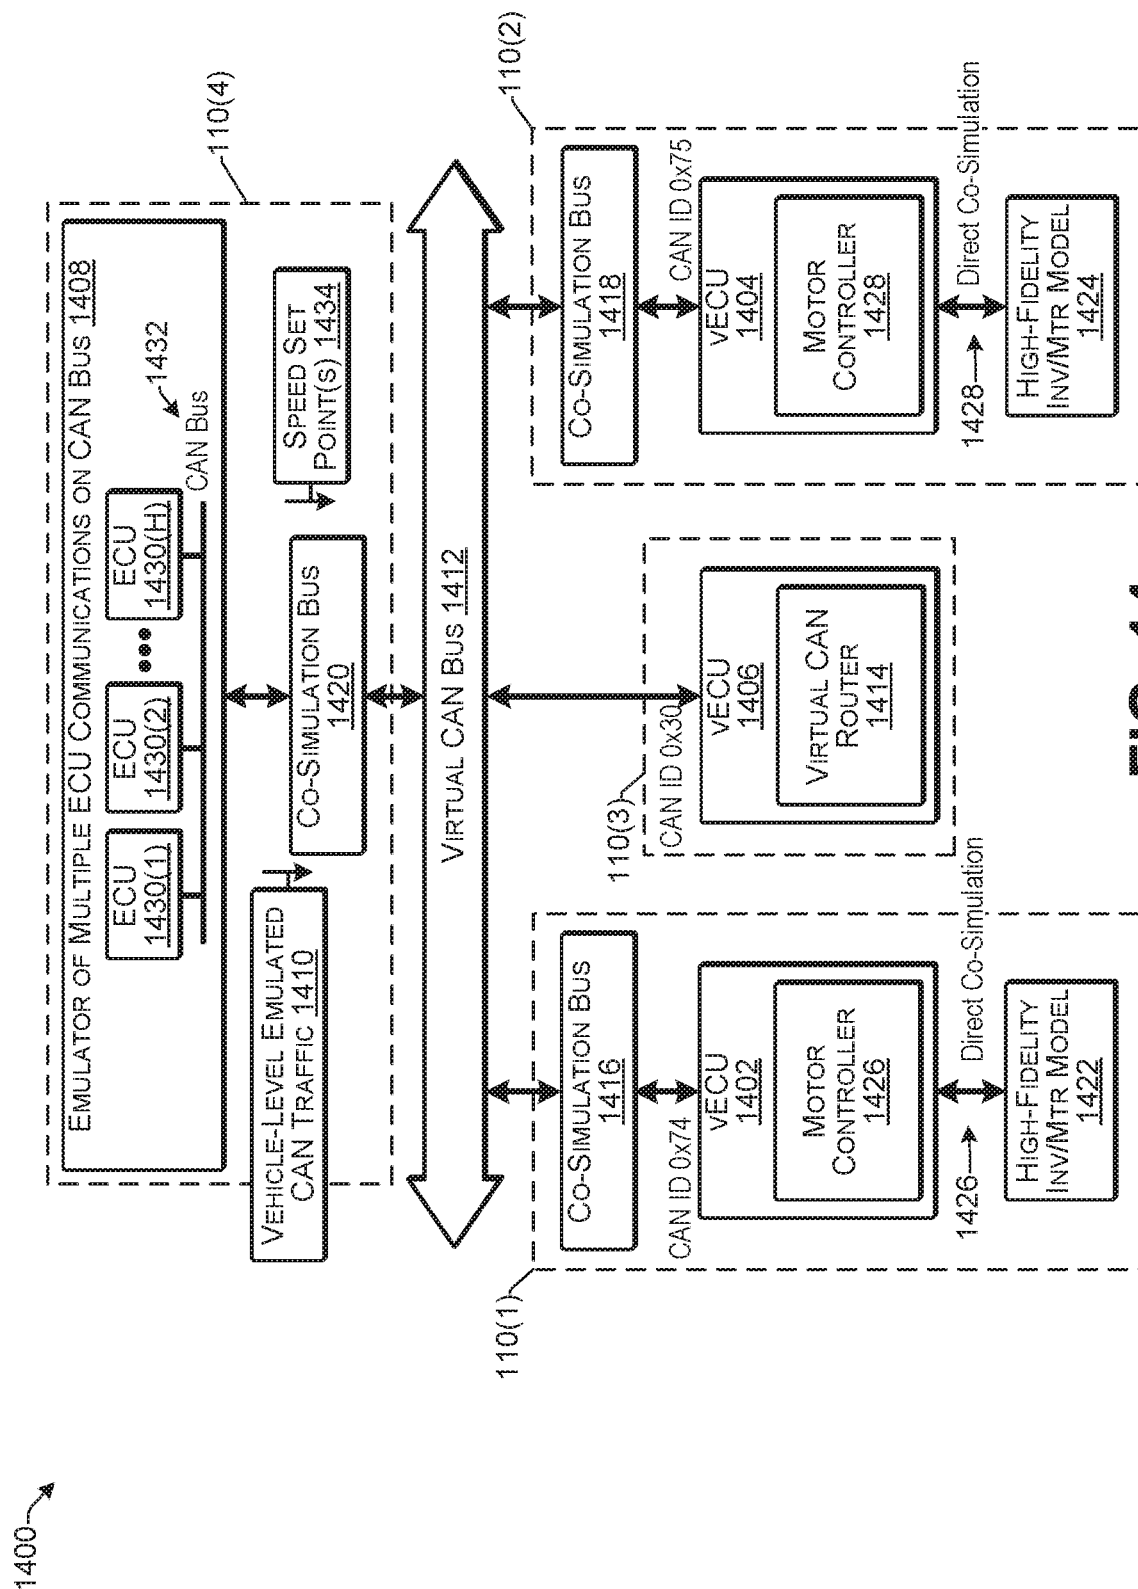 1400
EMULATOR OF MULTIPLE ECU COMMUNICATIONS ON CAN BUS 1408
ECU
1430(1)
ECU
1430(2)
•••
ECU
1430(H)
CAN Bus
1432
110(4)
VEHICLE-LEVEL EMULATED
CAN TRAFFIC 1410
CO-SIMULATION BUS
1420
SPEED SET
POINT(S) 1434
VIRTUAL CAN BUS 1412
110(1)
CO-SIMULATION BUS
1416
CAN ID 0x74
VECU
1402
MOTOR
CONTROLLER
1426
1426
Direct Co-Simulation
HIGH-FIDELITY
INV/MTR MODEL
1422
110(3)
CAN ID 0x30
VECU
1406
VIRTUAL CAN
ROUTER
1414
110(2)
CO-SIMULATION BUS
1418
CAN ID 0x75
VECU
1404
MOTOR
CONTROLLER
1428
1428
Direct Co-Simulation
HIGH-FIDELITY
INV/MTR MODEL
1424